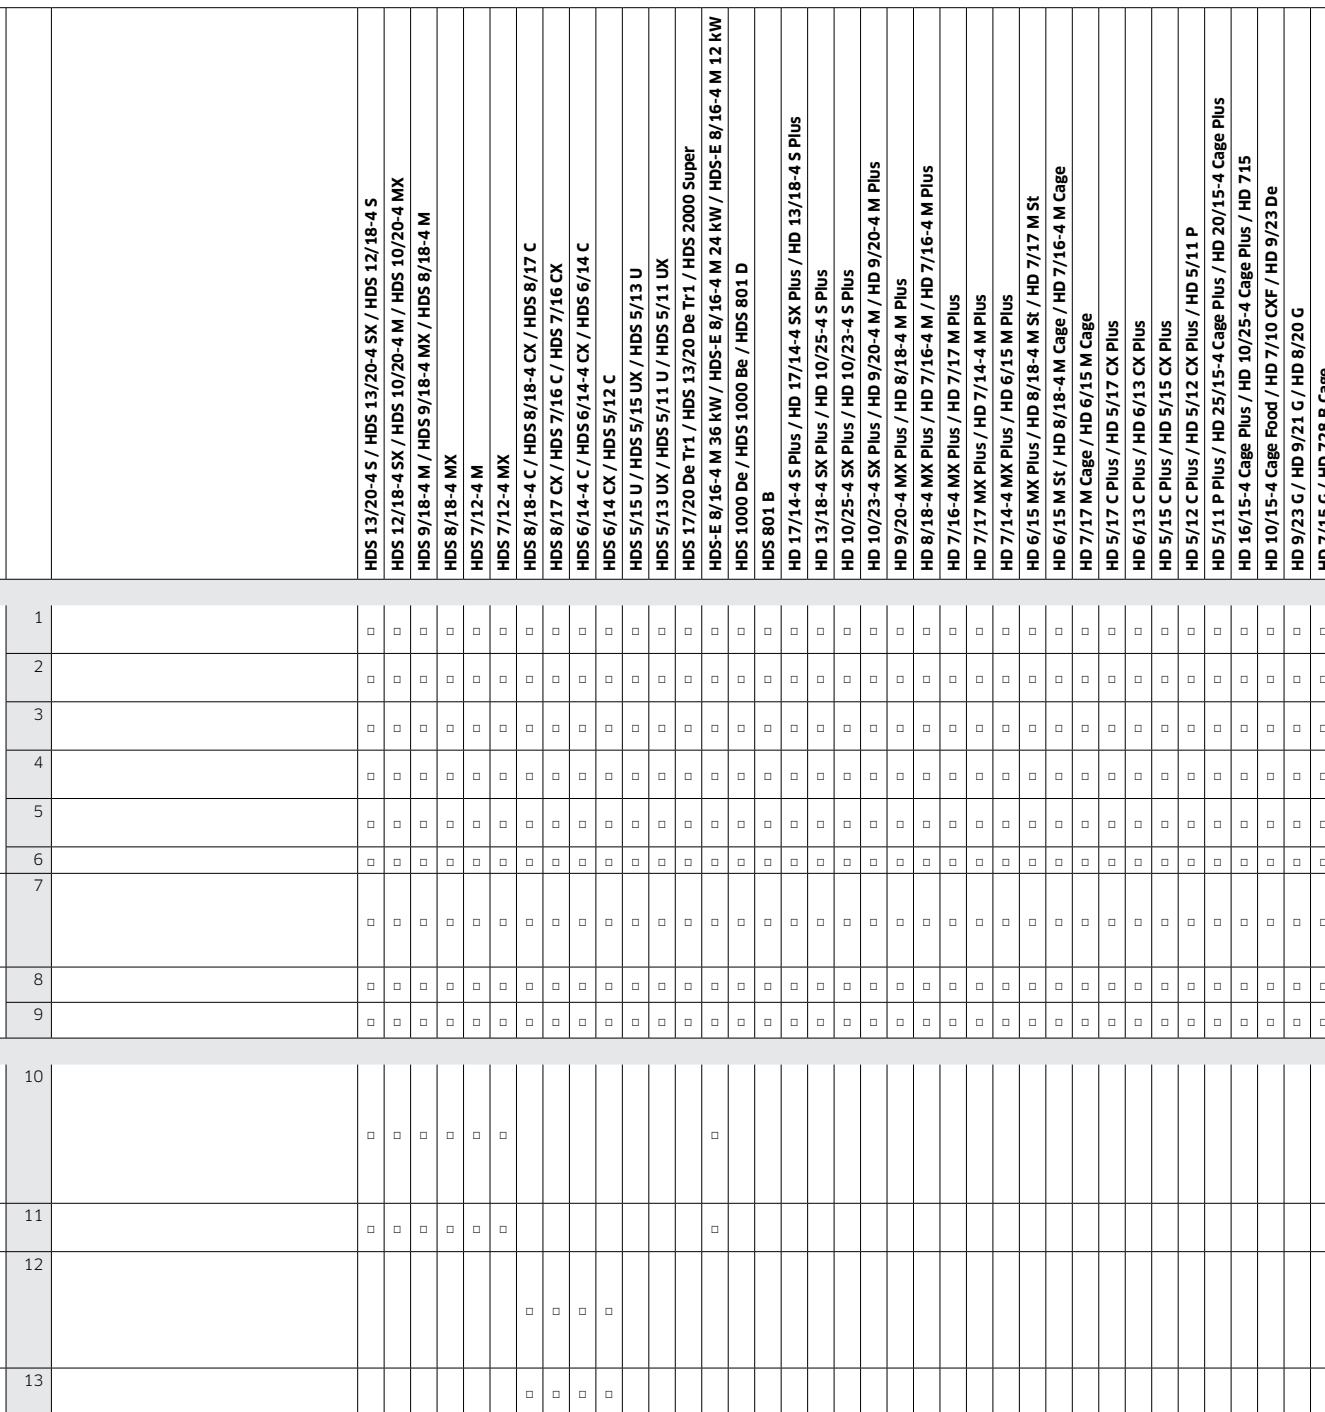 HDS 13/20-4 S / HDS 13/20-4 SX / HDS 12/18-4 S
HDS 12/18-4 SX / HDS 10/20-4 M / HDS 10/20-4 MX
HDS 9/18-4 M / HDS 9/18-4 MX / HDS 8/18-4 M
HDS 8/18-4 MX
HDS 7/12-4 M
HDS 7/12-4 MX
HDS 8/18-4 C / HDS 8/18-4 CX / HDS 8/17 C
HDS 8/17 CX / HDS 7/16 C / HDS 7/16 CX
HDS 6/14-4 C / HDS 6/14-4 CX / HDS 6/14 C
HDS 6/14 CX / HDS 5/12 C
HDS 5/15 U / HDS 5/15 UX / HDS 5/13 U
HDS 5/13 UX / HDS 5/11 U / HDS 5/11 UX
HDS 17/20 De Tr1 / HDS 13/20 De Tr1 / HDS 2000 Super
HDS-E 8/16-4 M 36 kW / HDS-E 8/16-4 M 24 kW / HDS-E 8/16-4 M 12 kW
HDS 1000 De / HDS 1000 Be / HDS 801 D
HDS 801 B
HD 17/14-4 S Plus / HD 17/14-4 SX Plus / HD 13/18-4 S Plus
HD 13/18-4 SX Plus / HD 10/25-4 S Plus
HD 10/25-4 SX Plus / HD 10/23-4 S Plus
HD 10/23-4 SX Plus / HD 9/20-4 M / HD 9/20-4 M Plus
HD 9/20-4 MX Plus / HD 8/18-4 M Plus
HD 8/18-4 MX Plus / HD 7/16-4 M / HD 7/16-4 M Plus
HD 7/16-4 MX Plus / HD 7/17 M Plus
HD 7/17 MX Plus / HD 7/14-4 M Plus
HD 7/14-4 MX Plus / HD 6/15 M Plus
HD 6/15 MX Plus / HD 8/18-4 M St / HD 7/17 M St
HD 6/15 M St / HD 8/18-4 M Cage / HD 7/16-4 M Cage
HD 7/17 M Cage / HD 6/15 M Cage
HD 5/17 C Plus / HD 5/17 CX Plus
HD 6/13 C Plus / HD 6/13 CX Plus
HD 5/15 C Plus / HD 5/15 CX Plus
HD 5/12 C Plus / HD 5/12 CX Plus / HD 5/11 P
HD 5/11 P Plus / HD 25/15-4 Cage Plus / HD 20/15-4 Cage Plus
HD 16/15-4 Cage Plus / HD 10/25-4 Cage Plus / HD 715
HD 10/15-4 Cage Food / HD 7/10 CXF / HD 9/23 De
HD 9/23 G / HD 9/21 G / HD 8/20 G
HD 7/15 G / HD 728 B Cage
1
2
3
4
5
6
7
8
9
10
11
12
13